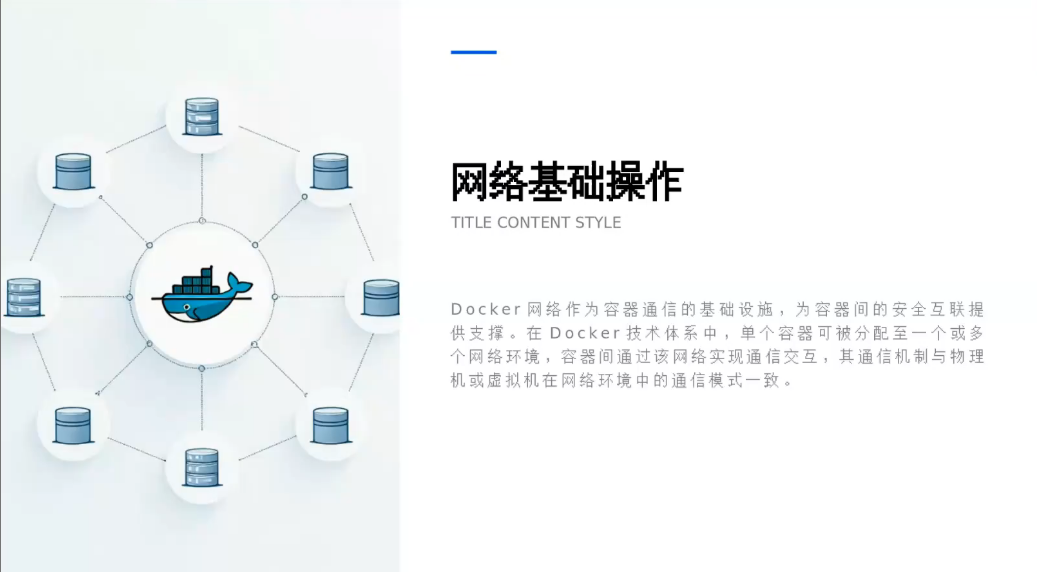 网络基础操作
TITLE CONTENT STYLE
Docker 网络作为容器通信的基础设施，为容器间的安全互联提
供支撑。在 Docker 技术体系中，单个容器可被分配至一个或多
个网络环境，容器间通过该网络实现通信交互，其通信机制与物理
机或虚拟机在网络环境中的通信模式一致。